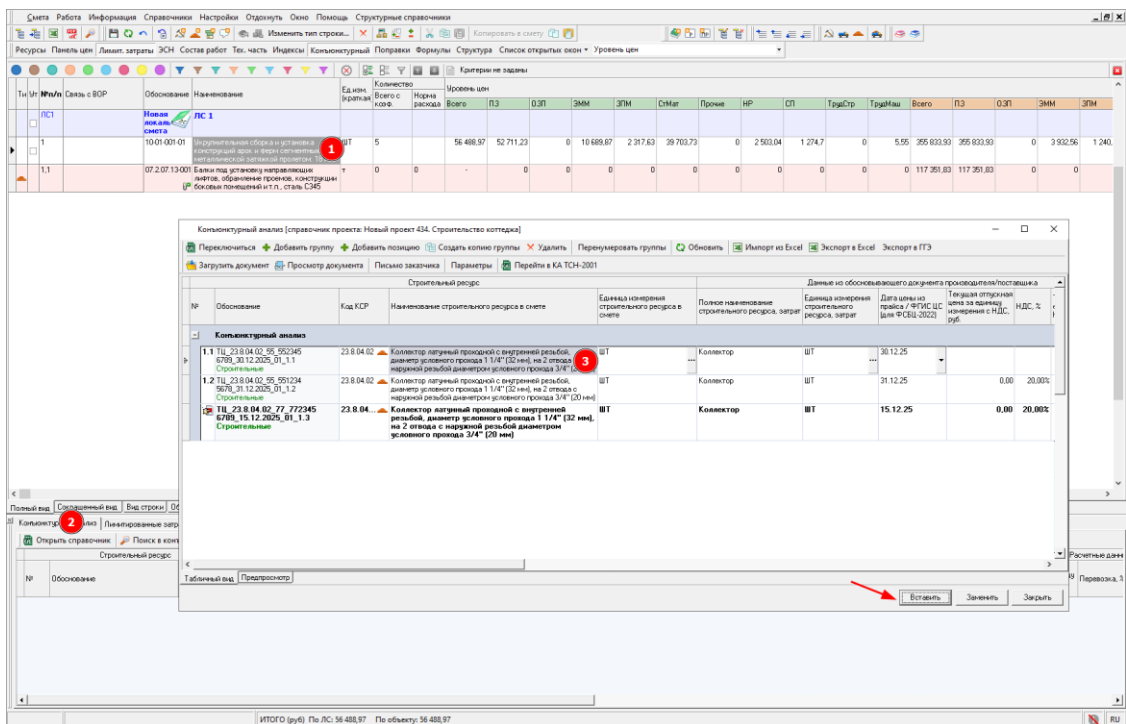 Смета Работа Информация Справочники Настройки Отдохнуть Окно Помощь Структурные справочники
Изменить тип строки... Копировать в смету
Ресурсы Панель цен Лимит. затраты ЭСН Состав работ Тех. часть Индексы Конъюнктурный Поправки Формулы Структура Список открытых окон Уровень цен
Критерии не заданы
Ти Ут №п/п Связь с ВОР Обоснование Наименование Ед.изм. (краткая Количество Всего с коэф. Норма расхода Уровень цен
Всего ПЗ ОЗП ЭММ ЗПМ СтМат Прочие НР СП ТрудСтр ТрудМаш Всего ПЗ ОЗП ЭММ ЗПМ
ЛС1 Новая локальная смета ЛС 1
1 10-01-001-01 Укрупнительная сборка и установка 1 ШТ 5 56 488,97 52 711,23 0 10 689,87 2 317,63 39 703,73 0 2 503,04 1 274,7 0 5,55 355 833,93 355 833,93 0 3 932,56 1 240,
конструкций арок и ферм сегментных
металлической затяжкой пролетом: 18
1,1 07.2.07.13-001 Балки под установку направляющих т 0 0 - 0 0 0 0 0 0 0 0 0 0 117 351,83 117 351,83 0 0
лифтов, обрамление проемов, конструкции
боковых помещений и т.п., сталь С345
Конъюнктурный анализ [справочник проекта: Новый проект 434. Строительство коттеджа]
Переключиться Добавить группу Добавить позицию Создать копию группы Удалить Перенумеровать группы Обновить Импорт из Excel Экспорт в Excel Экспорт в ГГЭ
Загрузить документ Просмотр документа Письмо заказчика Параметры Перейти в КА ТСН-2001
Строительный ресурс Данные из обосновывающего документа производителя/поставщика
№ Обоснование Код КСР Наименование строительного ресурса в смете Единица измерения строительного ресурса в смете Полное наименование строительного ресурса, затрат Единица измерения строительного ресурса, затрат Дата цены из прайса / ФГИС ЦС (для ФСБЦ-2022) Текущая отпускная цена за единицу измерения с НДС, руб. НДС, %
Конъюнктурный анализ
1.1 ТЦ_23.8.04.02_55_552345 23.8.04.02 Коллектор латунный проходной с внутренней резьбой, ШТ ... Коллектор ШТ ... 30.12.25
6789_30.12.2025_01_1.1 диаметр условного прохода 1 1/4" (32 мм), на 2 отвода 3
Строительные наружной резьбой диаметром условного прохода 3/4"
1.2 ТЦ_23.8.04.02_55_551234 23.8.04.02 Коллектор латунный проходной с внутренней резьбой, ШТ Коллектор ШТ 31.12.25 0,00 20,00%
5678_31.12.2025_01_1.2 диаметр условного прохода 1 1/4" (32 мм), на 2 отвода с
Строительные наружной резьбой диаметром условного прохода 3/4" (20 мм)
ТЦ_23.8.04.02_77_772345 23.8.04... Коллектор латунный проходной с внутренней ШТ Коллектор ШТ 15.12.25 0,00 20,00%
6789_15.12.2025_01_1.3 резьбой, диаметр условного прохода 1 1/4" (32 мм),
Строительные на 2 отвода с наружной резьбой диаметром
условного прохода 3/4" (20 мм)
Табличный вид Предпросмотр
Вставить Заменить Закрыть
Полный вид Сокращенный вид Вид строки Об
2 Лимитированные затр
Открыть справочник Поиск в конъ
Строительный ресурс Расчетные данн
№ Обоснование Перевозка, %
ИТОГО (руб) По ЛС: 56 488,97 По объекту: 56 488,97 RU